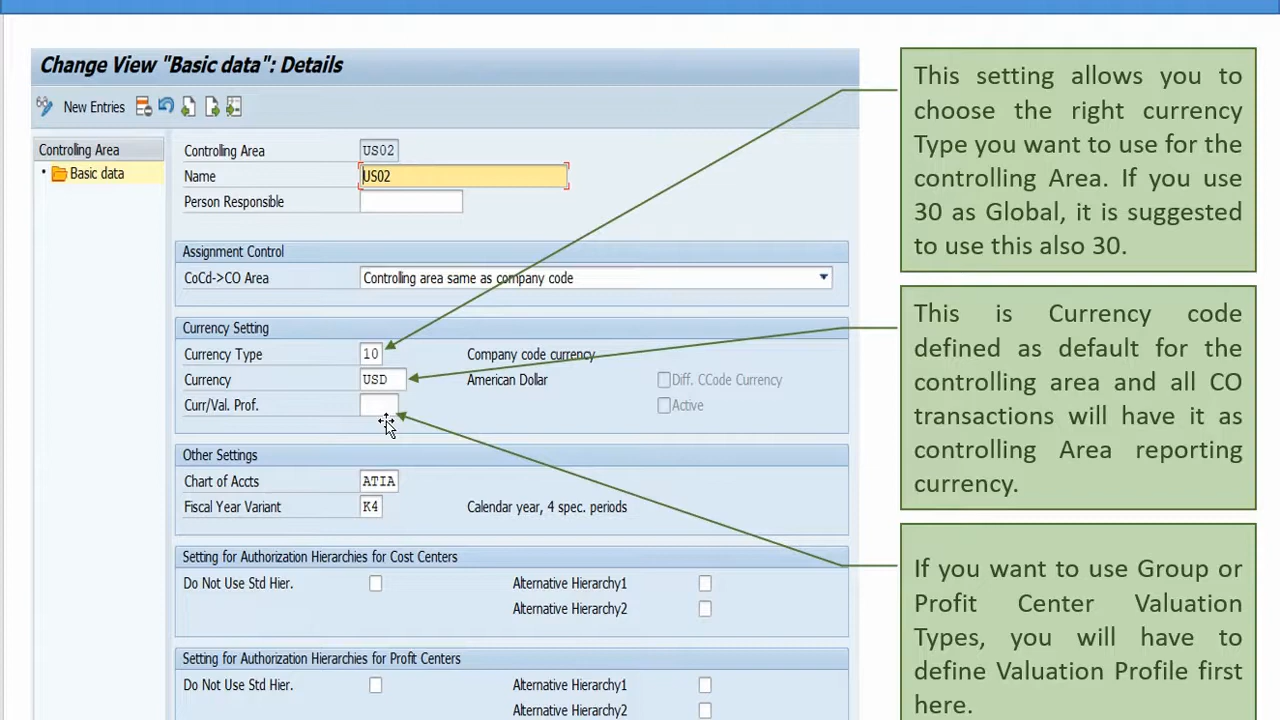 Change View "Basic data": Details
New Entries
Controling Area
Basic data
Controlling Area US02
Name US02
Person Responsible
Assignment Control
CoCd->CO Area Controling area same as company code
Currency Setting
Currency Type 10 Company code currency
Currency USD American Dollar Diff. CCode Currency
Curr/Val. Prof. Active
Other Settings
Chart of Accts ATIA
Fiscal Year Variant K4 Calendar year, 4 spec. periods
Setting for Authorization Hierarchies for Cost Centers
Do Not Use Std Hier. Alternative Hierarchy1
Alternative Hierarchy2
Setting for Authorization Hierarchies for Profit Centers
Do Not Use Std Hier. Alternative Hierarchy1
Alternative Hierarchy2
This setting allows you to
choose the right currency
Type you want to use for the
controlling Area. If you use
30 as Global, it is suggested
to use this also 30.
This is Currency code
defined as default for the
controlling area and all CO
transactions will have it as
controlling Area reporting
currency.
If you want to use Group or
Profit Center Valuation
Types, you will have to
define Valuation Profile first
here.